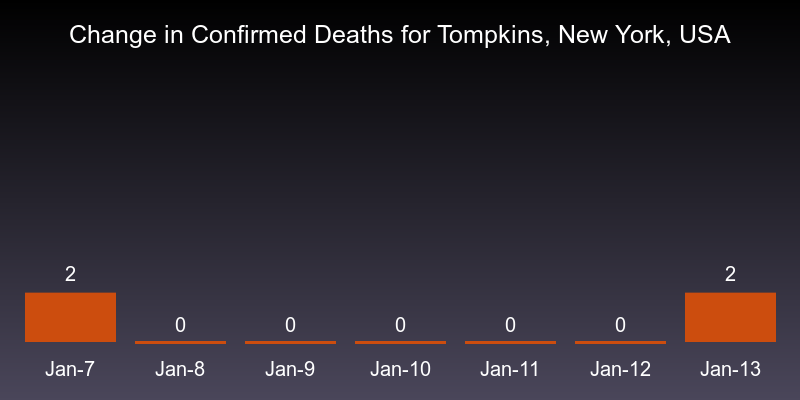 Change in Confirmed Deaths for Tompkins, New York, USA
2 0 0 0 0 0 2
Jan-7 Jan-8 Jan-9 Jan-10 Jan-11 Jan-12 Jan-13